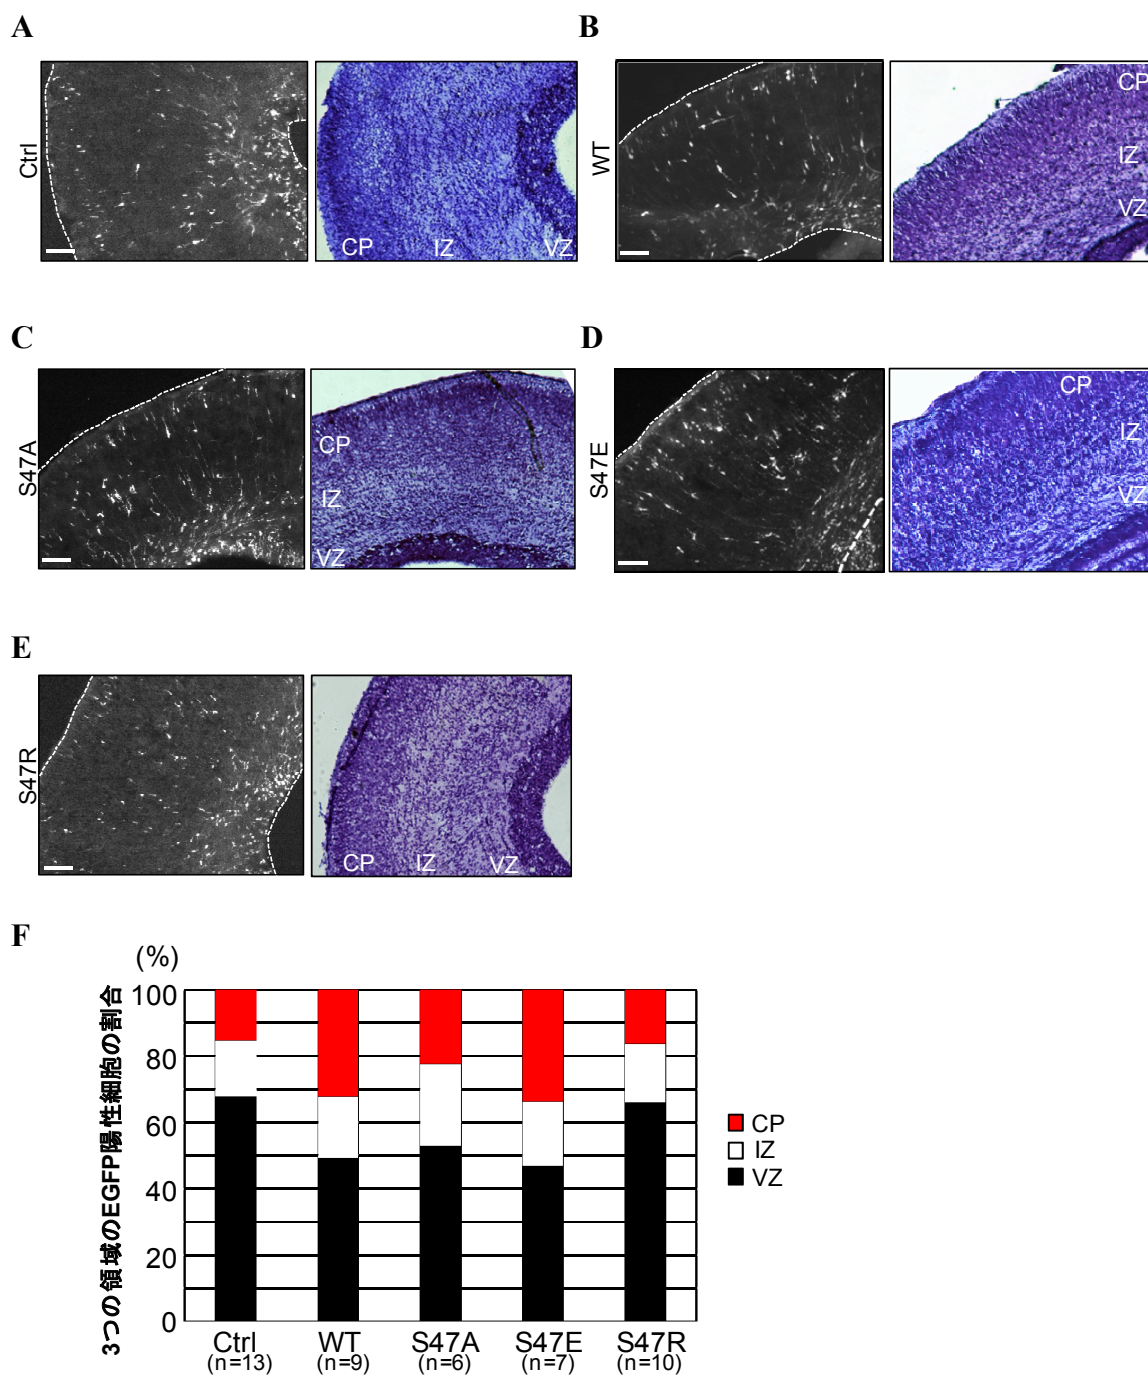 A
B
Ctrl
CP
IZ
VZ
WT
CP
IZ
VZ
C
D
S47A
CP
IZ
VZ
S47E
CP
IZ
VZ
E
S47R
CP
IZ
VZ
F
(%)
3つの領域のEGFP陽性細胞の割合
100
80
60
40
20
0
CP
IZ
VZ
Ctrl WT S47A S47E S47R
(n=13) (n=9) (n=6) (n=7) (n=10)